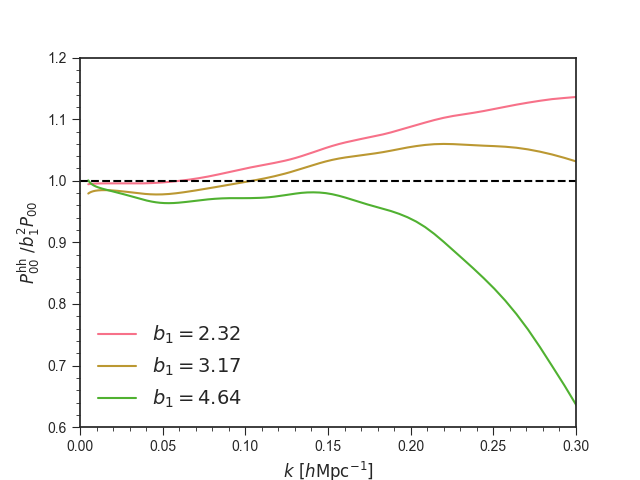 1.2
1.1
1.0
0.9
0.8
0.7
0.6
P_{00}^{hh} / b_1^2 P_{00}
b_1 = 2.32
b_1 = 3.17
b_1 = 4.64
0.00 0.05 0.10 0.15 0.20 0.25 0.30
k [hMpc^{-1}]